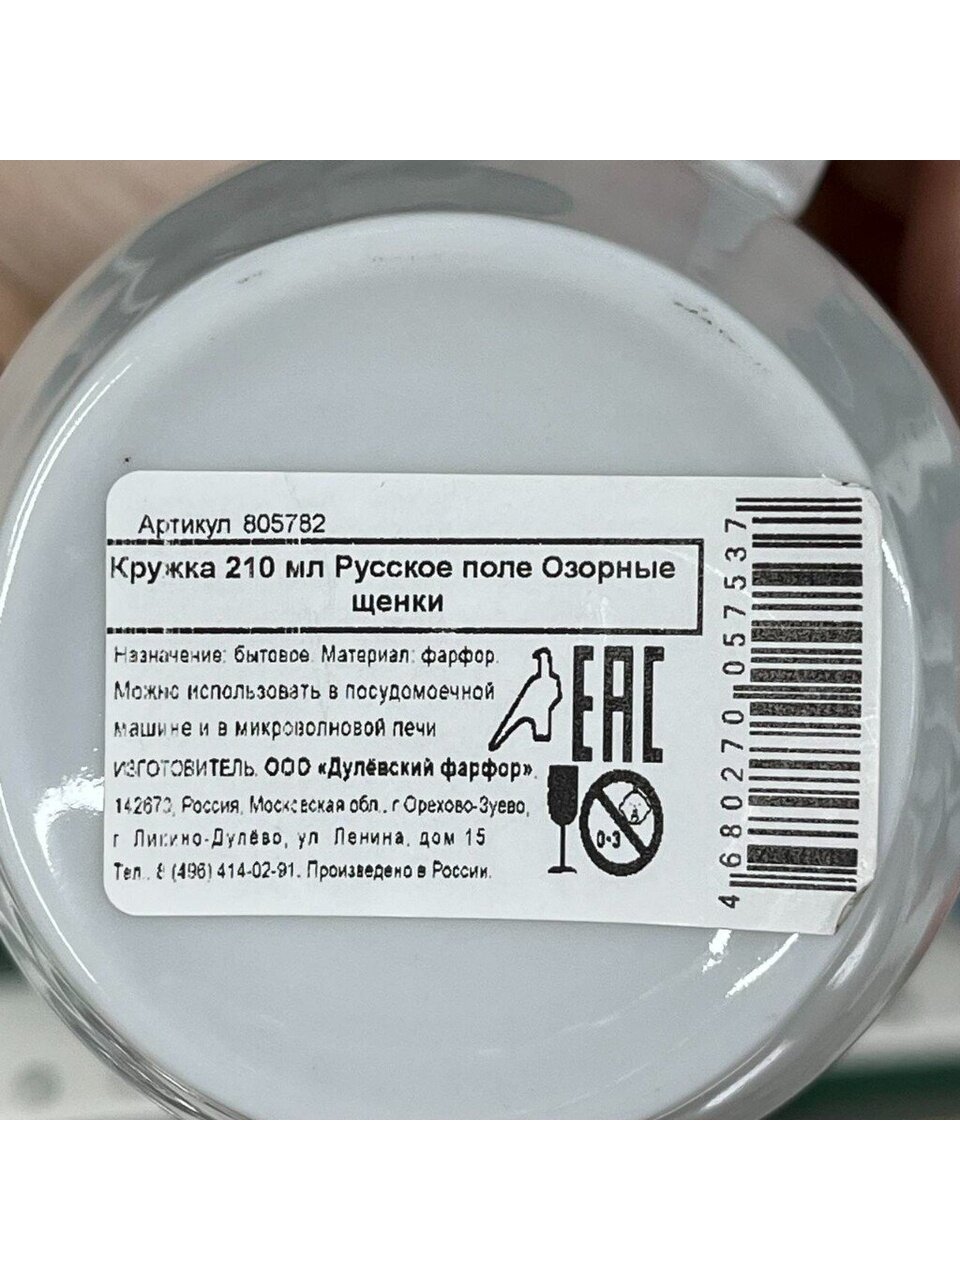 Артикул 805782
Кружка 210 мл Русское поле Озорные
щенки
Назначение: бытовое. Материал: фарфор.
Можно использовать в посудомоечной
машине и в микроволновой печи
ИЗГОТОВИТЕЛЬ: ООО «Дулёвский фарфор»,
142673, Россия, Московская обл., г Орехово-Зуево,
г. Ликино-Дулёво, ул. Ленина, дом 15
Тел.: 8 (496) 414-02-91. Произведено в России.
EAC
0-3
4680270057537